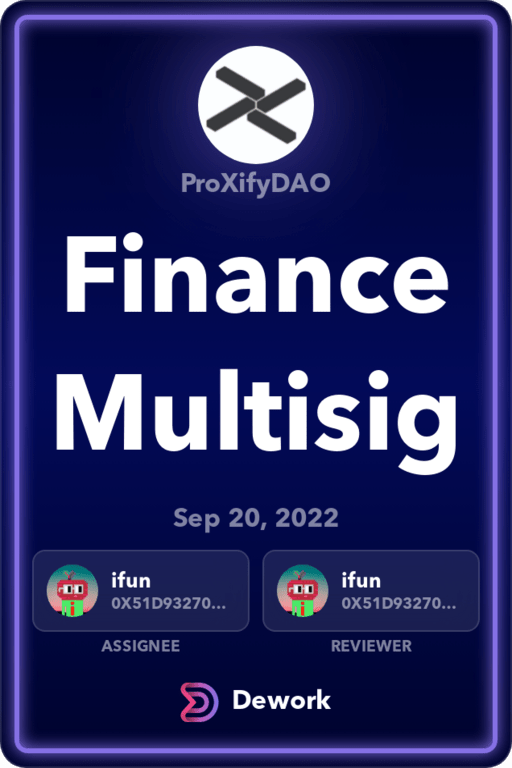 ProXifyDAO
Finance
Multisig
Sep 20, 2022
ifun
0X51D93270...
ASSIGNEE
ifun
0X51D93270...
REVIEWER
Dework